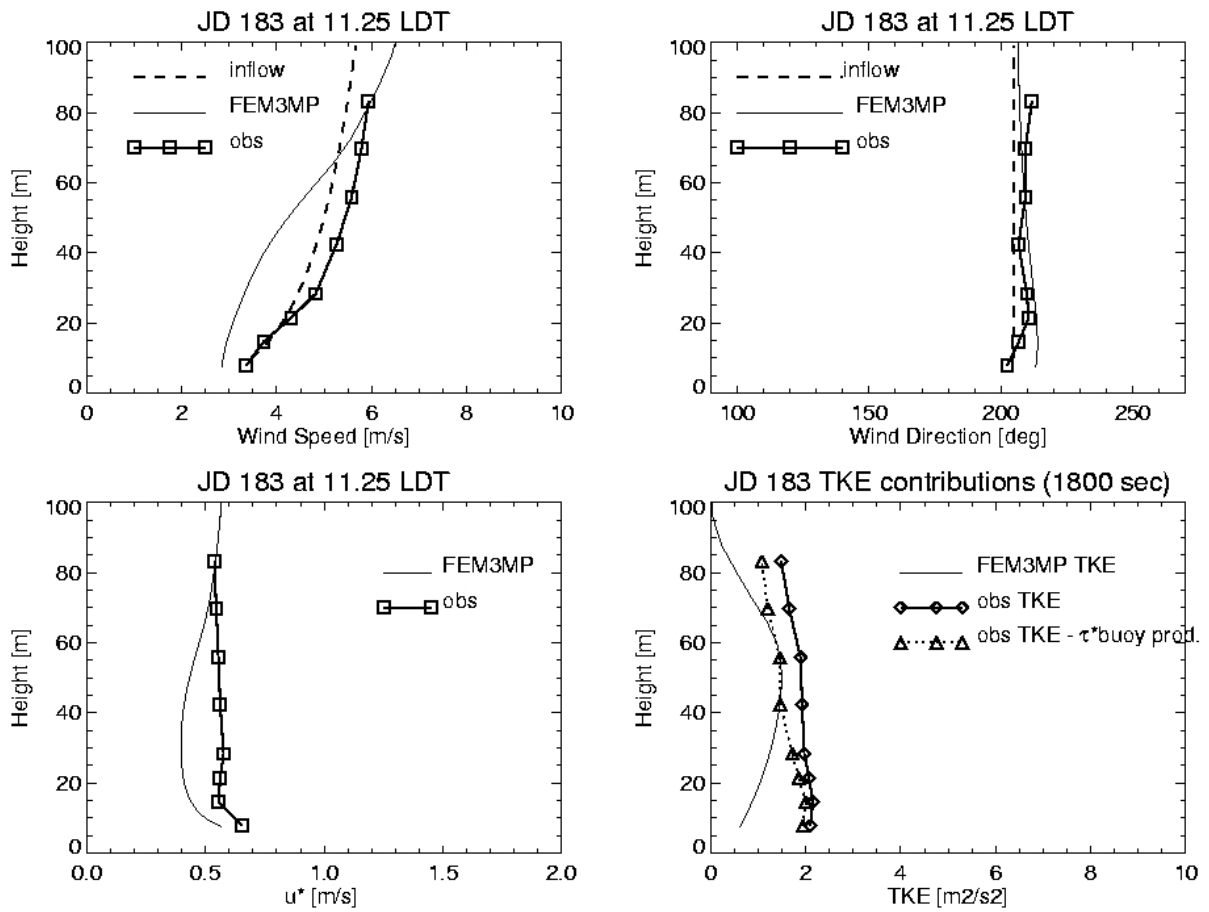 JD 183 at 11.25 LDT
100
80
60
40
20
0
Height [m]
inflow
FEM3MP
obs
0 2 4 6 8 10
Wind Speed [m/s]
JD 183 at 11.25 LDT
100
80
60
40
20
0
Height [m]
inflow
FEM3MP
obs
100 150 200 250
Wind Direction [deg]
JD 183 at 11.25 LDT
100
80
60
40
20
0
Height [m]
FEM3MP
obs
0.0 0.5 1.0 1.5 2.0
u* [m/s]
JD 183 TKE contributions (1800 sec)
100
80
60
40
20
0
Height [m]
FEM3MP TKE
obs TKE
obs TKE - τ*buoy prod.
0 2 4 6 8 10
TKE [m2/s2]